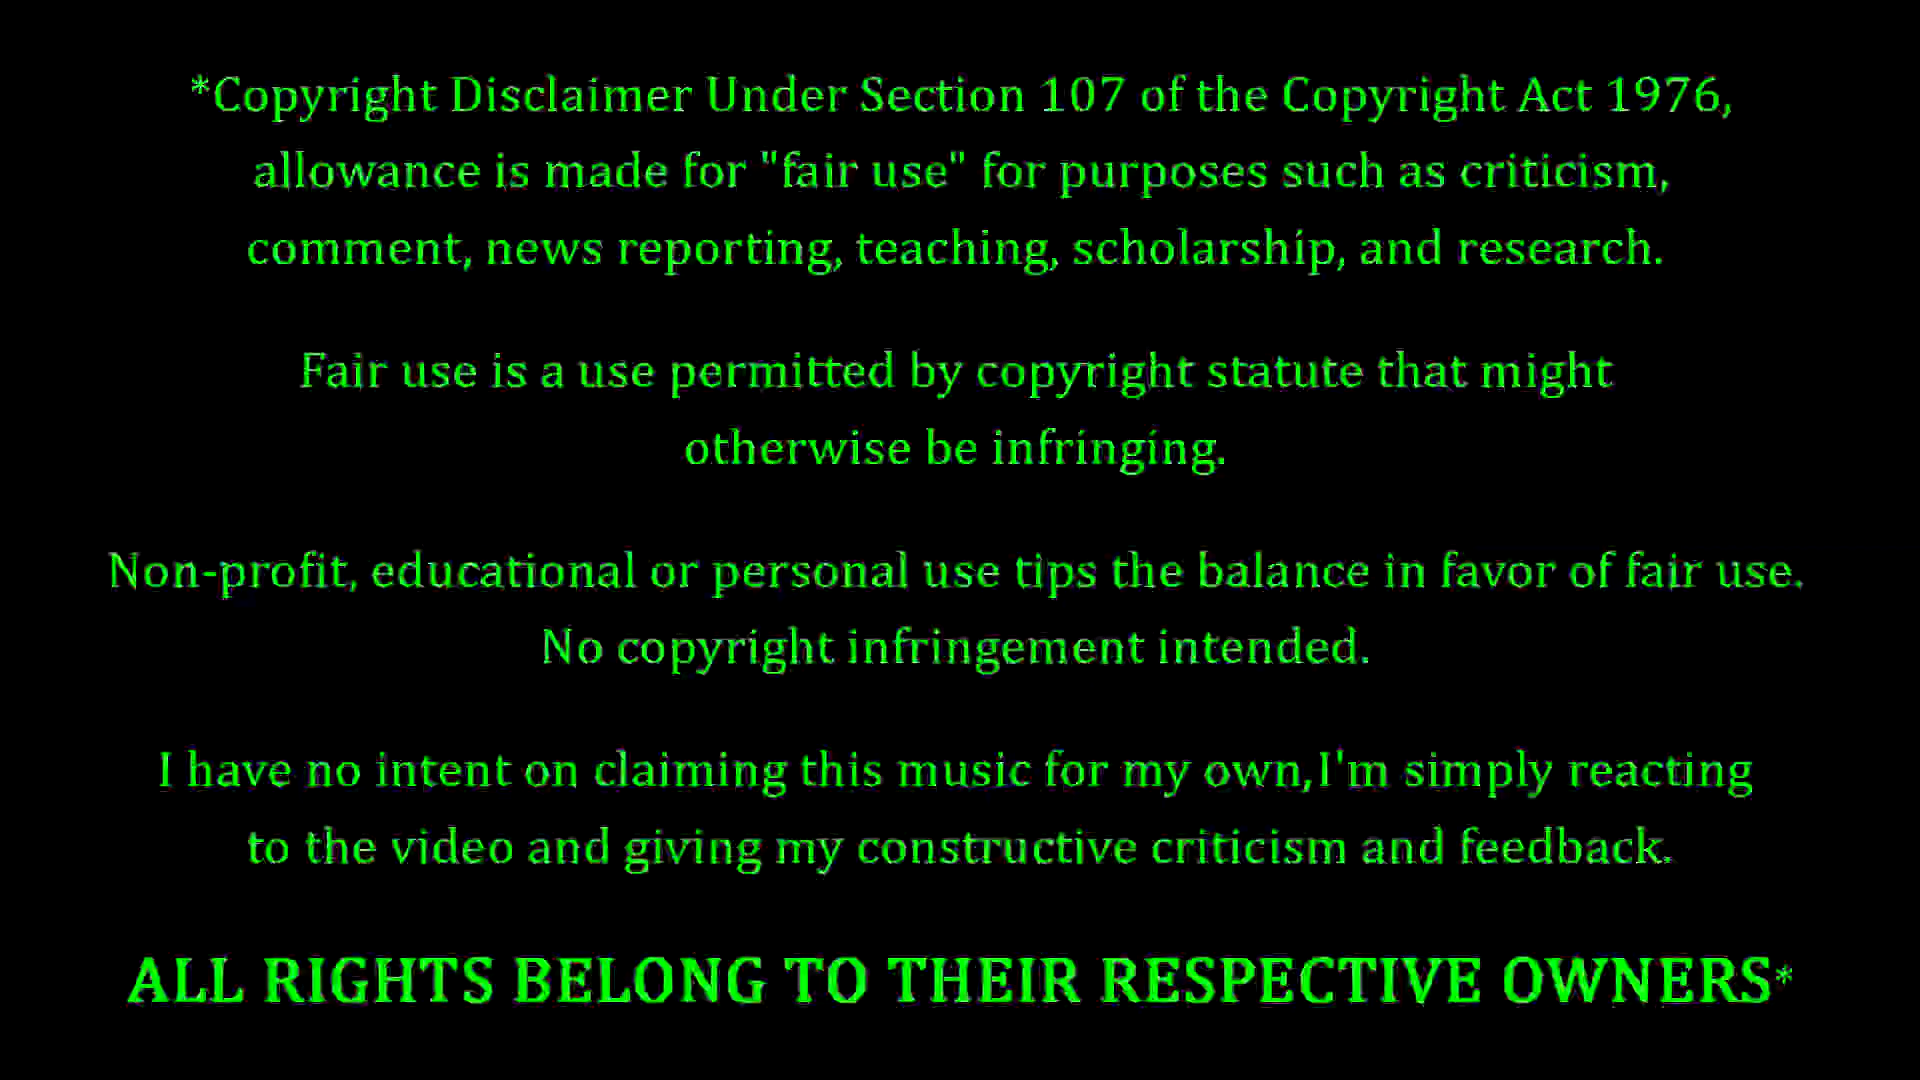 *Copyright Disclaimer Under Section 107 of the Copyright Act 1976,
allowance is made for "fair use" for purposes such as criticism,
comment, news reporting, teaching, scholarship, and research.
Fair use is a use permitted by copyright statute that might
otherwise be infringing.
Non-profit, educational or personal use tips the balance in favor of fair use.
No copyright infringement intended.
I have no intent on claiming this music for my own,I'm simply reacting
to the video and giving my constructive criticism and feedback.
ALL RIGHTS BELONG TO THEIR RESPECTIVE OWNERS*